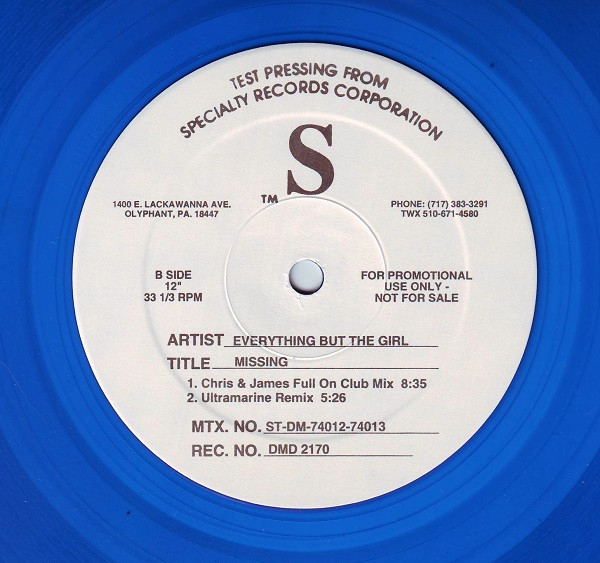 TEST PRESSING FROM
SPECIALTY RECORDS CORPORATION
S
TM
1400 E. LACKAWANNA AVE.
OLYPHANT, PA. 18447
PHONE: (717) 383-3291
TWX 510-671-4580
B SIDE
12"
33 1/3 RPM
FOR PROMOTIONAL
USE ONLY -
NOT FOR SALE
ARTIST EVERYTHING BUT THE GIRL
TITLE MISSING
1. Chris & James Full On Club Mix 8:35
2. Ultramarine Remix 5:26
MTX. NO. ST-DM-74012-74013
REC. NO. DMD 2170